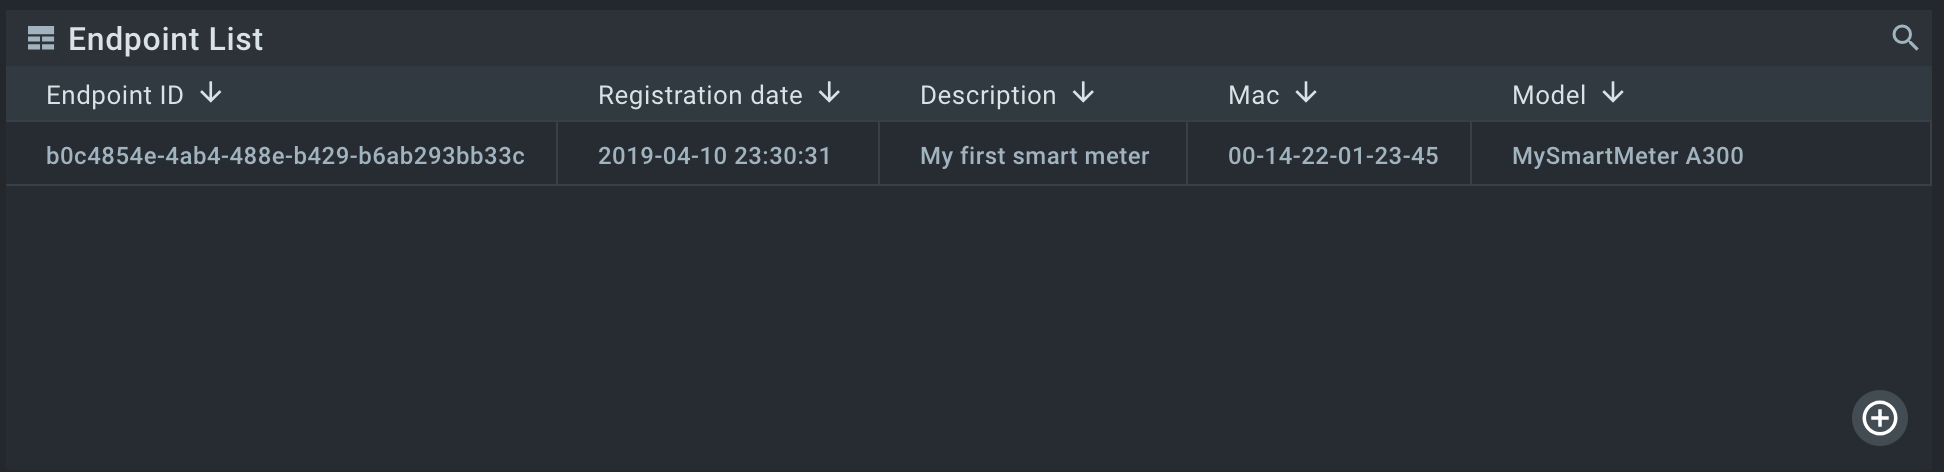 Endpoint List
Endpoint ID Registration date Description Mac Model
b0c4854e-4ab4-488e-b429-b6ab293bb33c 2019-04-10 23:30:31 My first smart meter 00-14-22-01-23-45 MySmartMeter A300